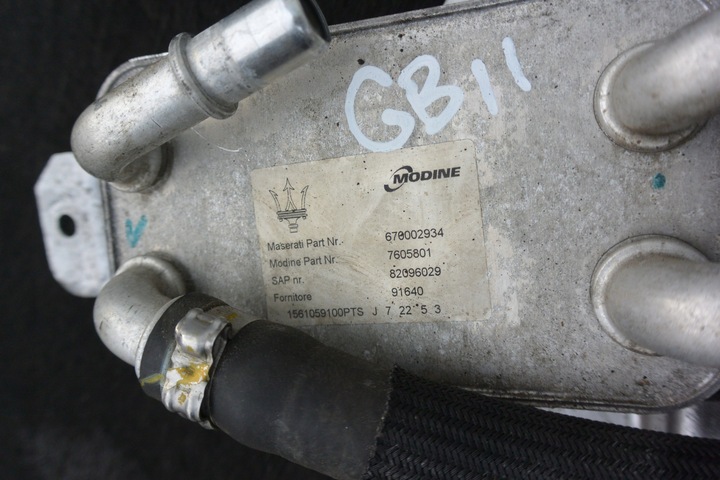 GB11
MODINE
Maserati Part Nr. 670002934
Modine Part Nr. 7605801
SAP nr. 82096029
Fornitore 91640
1561059100PTS J 7 22 5 3